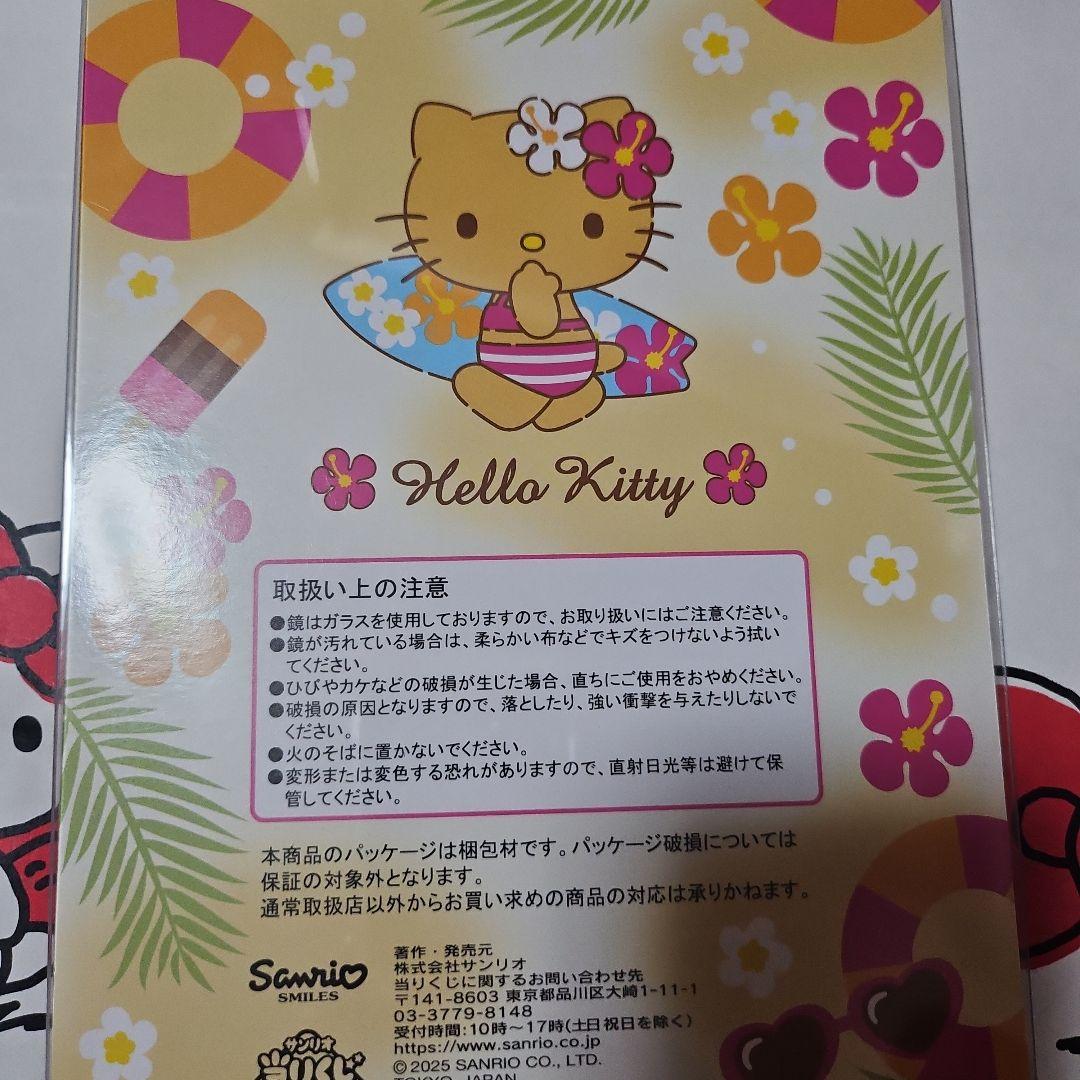 Hello Kitty
取扱い上の注意
●鏡はガラスを使用しておりますので、お取り扱いにはご注意ください。
●鏡が汚れている場合は、柔らかい布などでキズをつけないよう拭い
てください。
●ひびやカケなどの破損が生じた場合、直ちにご使用をおやめください。
●破損の原因となりますので、落としたり、強い衝撃を与えたりしないで
ください。
●火のそばに置かないでください。
●変形または変色する恐れがありますので、直射日光等は避けて保
管してください。
本商品のパッケージは梱包材です。パッケージ破損については
保証の対象外となります。
通常取扱店以外からお買い求めの商品の対応は承りかねます。
Sanrio
SMILES
著作・発売元
株式会社サンリオ
当りくじに関するお問い合わせ先
〒141-8603 東京都品川区大崎1-11-1
03-3779-8148
受付時間:10時～17時(土日祝日を除く)
https://www.sanrio.co.jp
© 2025 SANRIO CO., LTD.
TOKYO, JAPAN
サンリオ
当りくじ